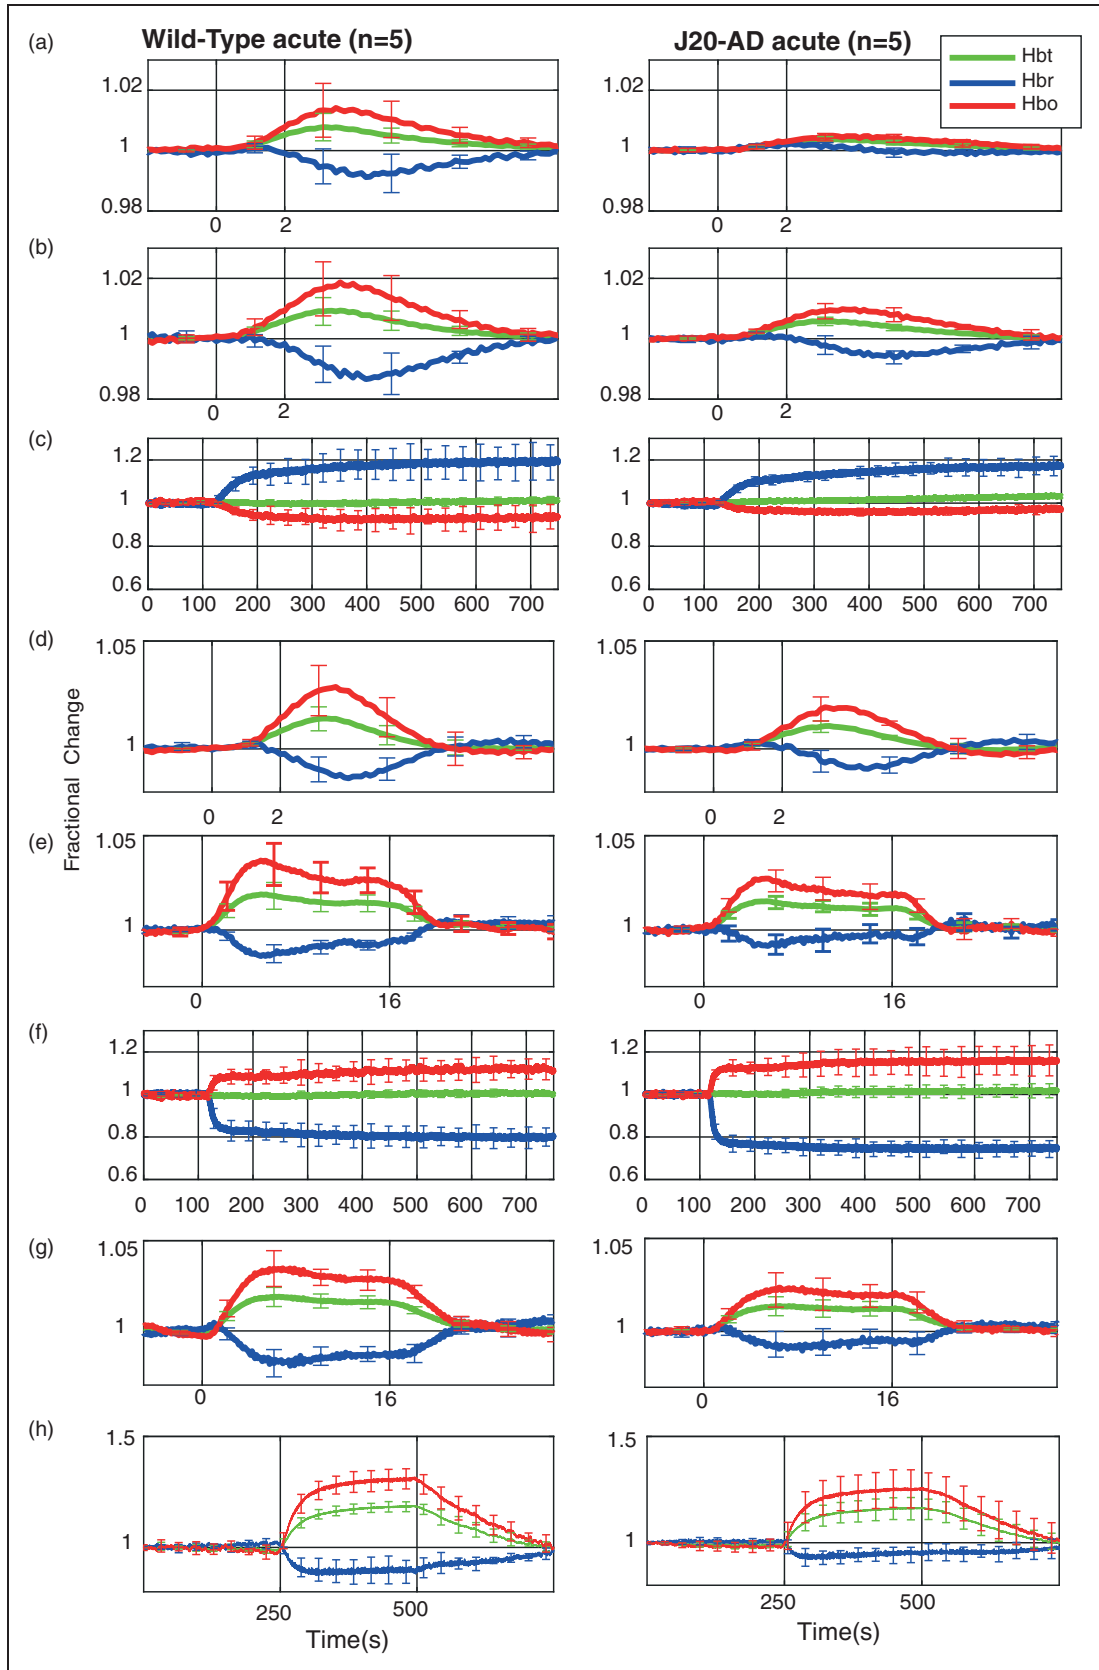 Wild-Type acute (n=5)
J20-AD acute (n=5)
Hbt
Hbr
Hbo
(a)
1.02
1
0.98
0 2
1.02
1
0.98
0 2
(b)
1.02
1
0.98
0 2
1.02
1
0.98
0 2
(c)
1.2
1
0.8
0.6
0 100 200 300 400 500 600 700
1.2
1
0.8
0.6
0 100 200 300 400 500 600 700
Fractional Change
(d)
1.05
1
0 2
1.05
1
0 2
(e)
1.05
1
0 16
1.05
1
0 16
(f)
1.2
1
0.8
0.6
0 100 200 300 400 500 600 700
1.2
1
0.8
0.6
0 100 200 300 400 500 600 700
(g)
1.05
1
0 16
1.05
1
0 16
(h)
1.5
1
250 500
Time(s)
1.5
1
250 500
Time(s)